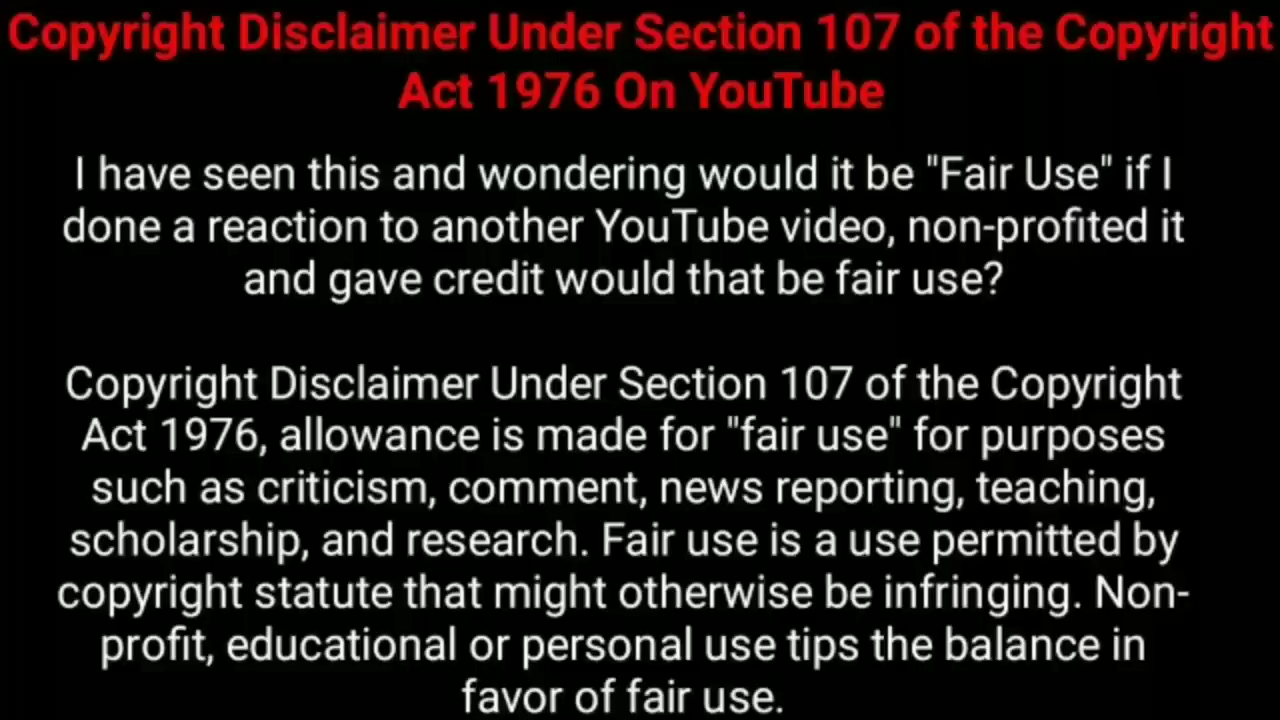 Copyright Disclaimer Under Section 107 of the Copyright
Act 1976 On YouTube
I have seen this and wondering would it be "Fair Use" if I
done a reaction to another YouTube video, non-profited it
and gave credit would that be fair use?
Copyright Disclaimer Under Section 107 of the Copyright
Act 1976, allowance is made for "fair use" for purposes
such as criticism, comment, news reporting, teaching,
scholarship, and research. Fair use is a use permitted by
copyright statute that might otherwise be infringing. Non-
profit, educational or personal use tips the balance in
favor of fair use.